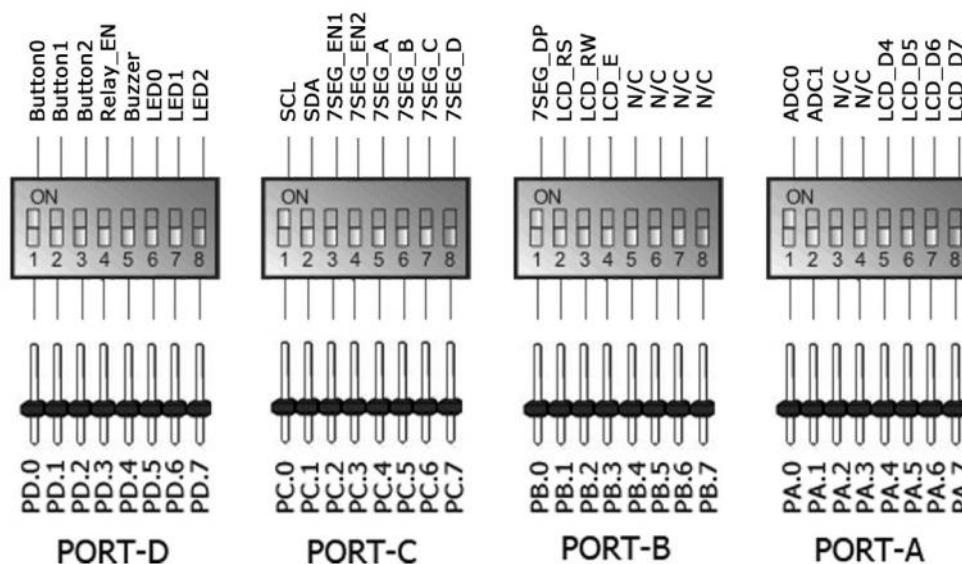 Button0
Button1
Button2
Relay_EN
Buzzer
LED0
LED1
LED2
SCL
SDA
7SEG_EN1
7SEG_EN2
7SEG_A
7SEG_B
7SEG_C
7SEG_D
7SEG_DP
LCD_RS
LCD_RW
LCD_E
N/C
N/C
N/C
N/C
ADC0
ADC1
N/C
N/C
LCD_D4
LCD_D5
LCD_D6
LCD_D7
ON
1 2 3 4 5 6 7 8
ON
1 2 3 4 5 6 7 8
ON
1 2 3 4 5 6 7 8
ON
1 2 3 4 5 6 7 8
PD.0
PD.1
PD.2
PD.3
PD.4
PD.5
PD.6
PD.7
PC.0
PC.1
PC.2
PC.3
PC.4
PC.5
PC.6
PC.7
PB.0
PB.1
PB.2
PB.3
PB.4
PB.5
PB.6
PB.7
PA.0
PA.1
PA.2
PA.3
PA.4
PA.5
PA.6
PA.7
PORT-D
PORT-C
PORT-B
PORT-A